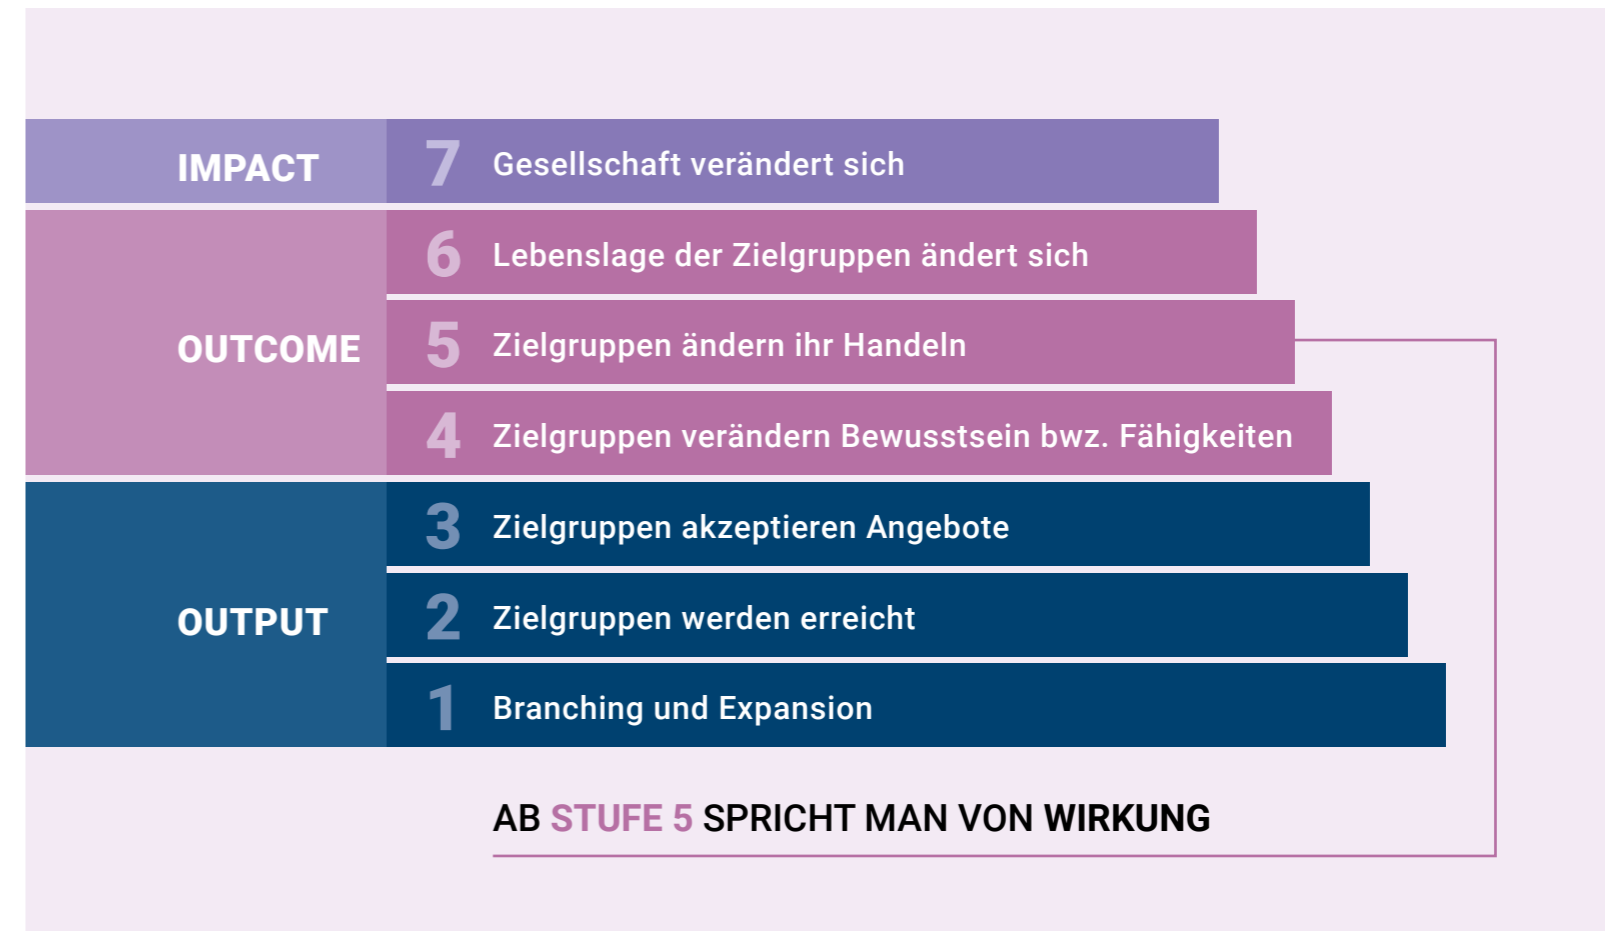 IMPACT
7 Gesellschaft verändert sich
6 Lebenslage der Zielgruppen ändert sich
OUTCOME
5 Zielgruppen ändern ihr Handeln
4 Zielgruppen verändern Bewusstsein bwz. Fähigkeiten
3 Zielgruppen akzeptieren Angebote
OUTPUT
2 Zielgruppen werden erreicht
1 Branching und Expansion
AB STUFE 5 SPRICHT MAN VON WIRKUNG